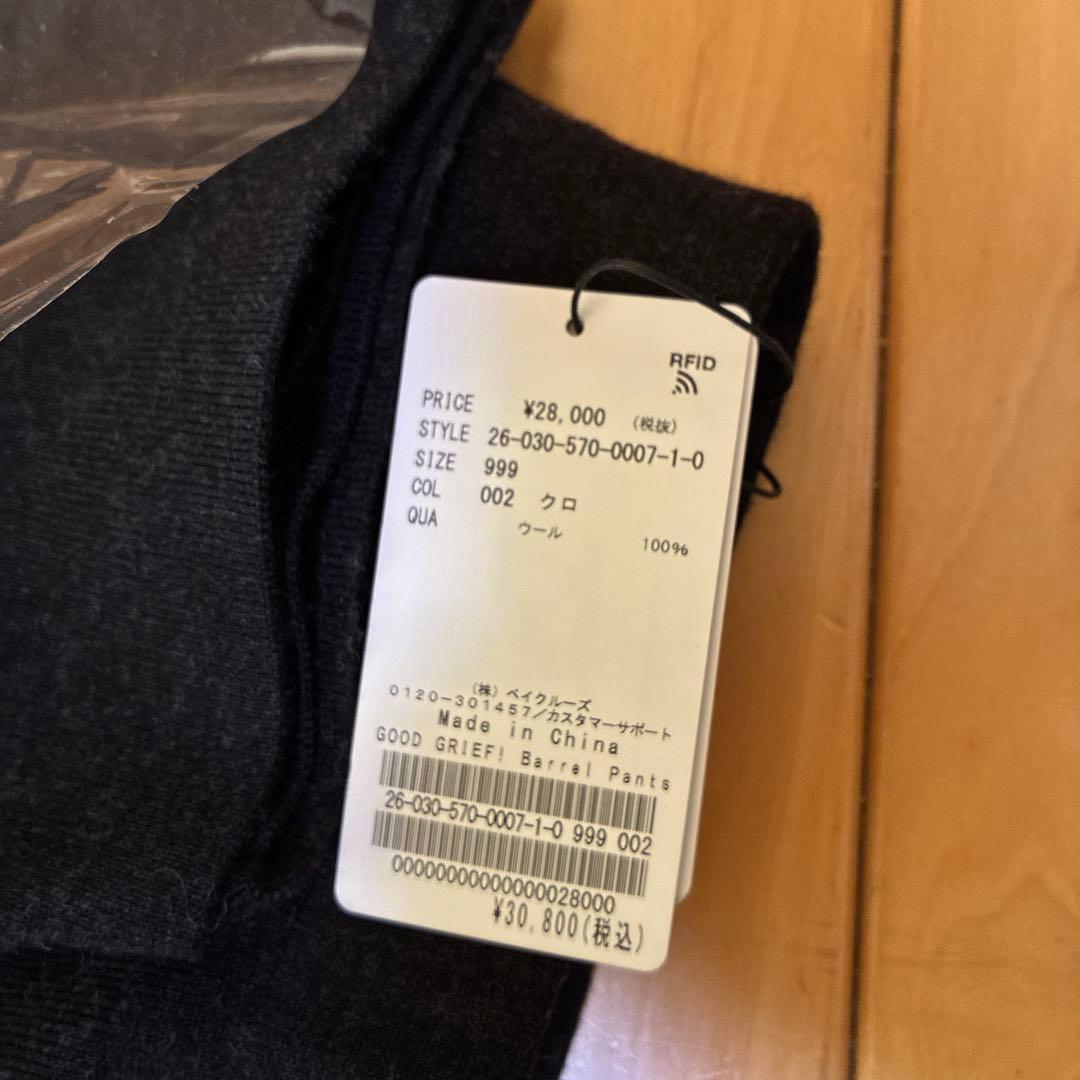 RFID
PRICE ¥28,000 (税抜)
STYLE 26-030-570-0007-1-0
SIZE 999
COL 002 クロ
QUA ウール 100%
(株) ベイクルーズ
0120-301457/カスタマーサポート
Made in China
GOOD GRIEF! Barrel Pants
26-030-570-0007-1-0 999 002
0000000000000028000
¥30,800(税込)